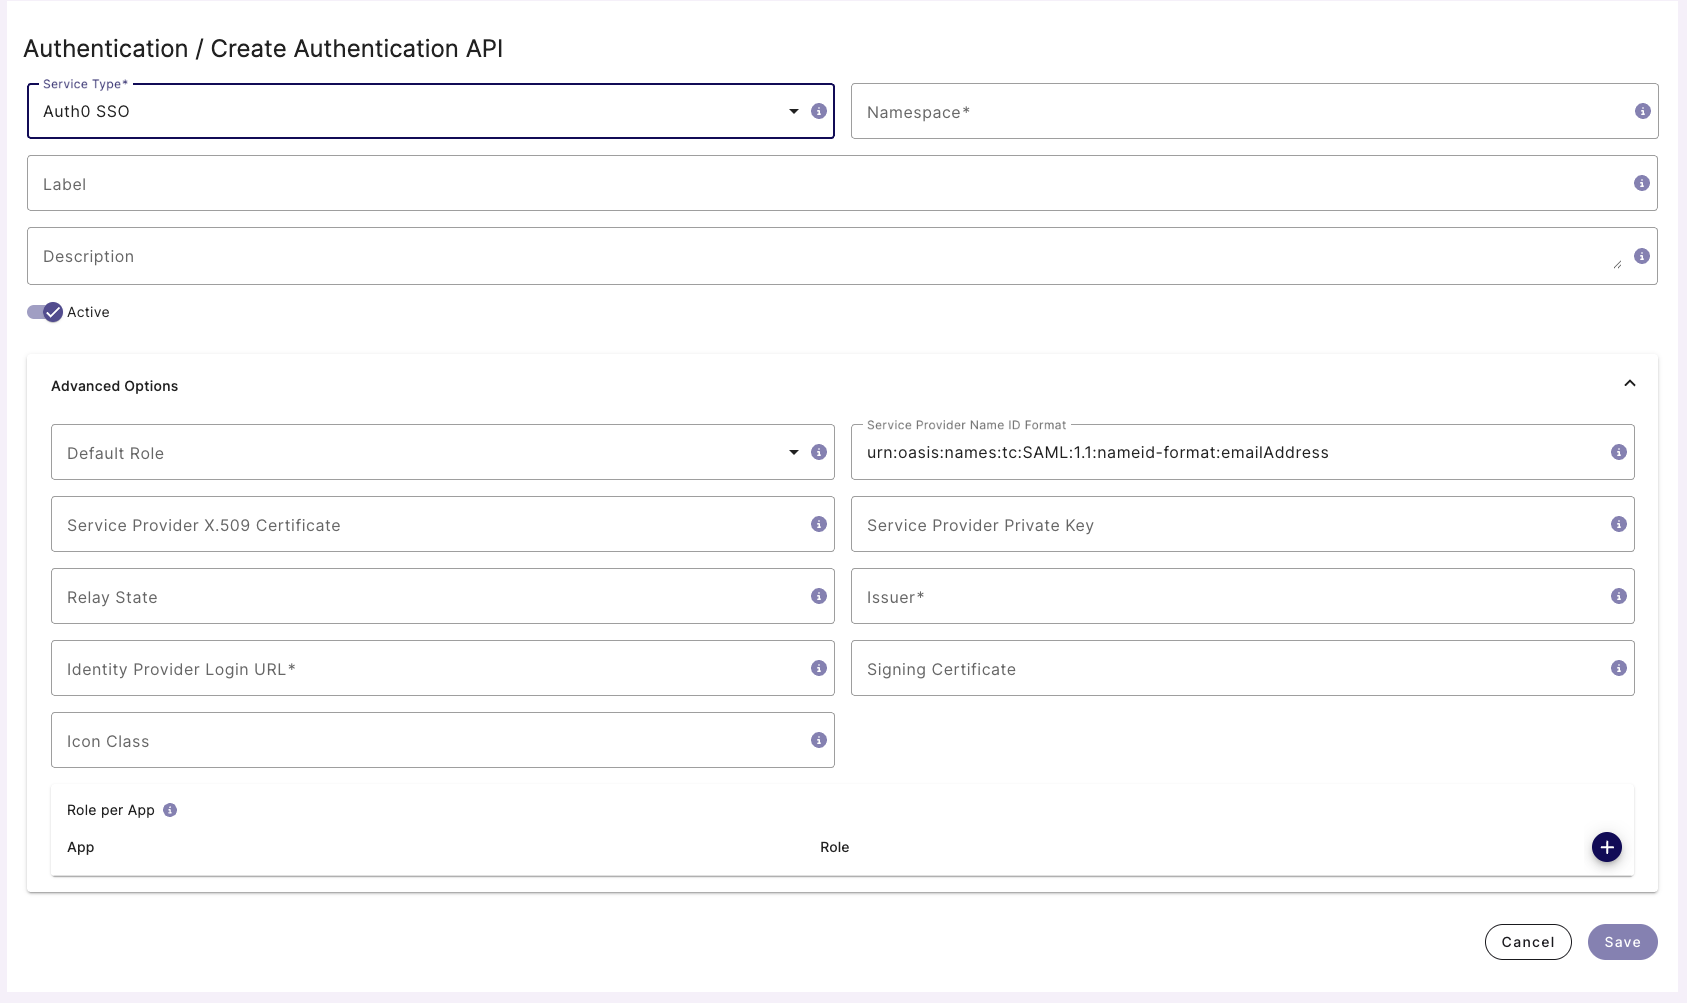 Authentication / Create Authentication API
Service Type*
Auth0 SSO
Namespace*
Label
Description
Active
Advanced Options
Default Role
Service Provider Name ID Format
urn:oasis:names:tc:SAML:1.1:nameid-format:emailAddress
Service Provider X.509 Certificate
Service Provider Private Key
Relay State
Issuer*
Identity Provider Login URL*
Signing Certificate
Icon Class
Role per App
App
Role
Cancel
Save